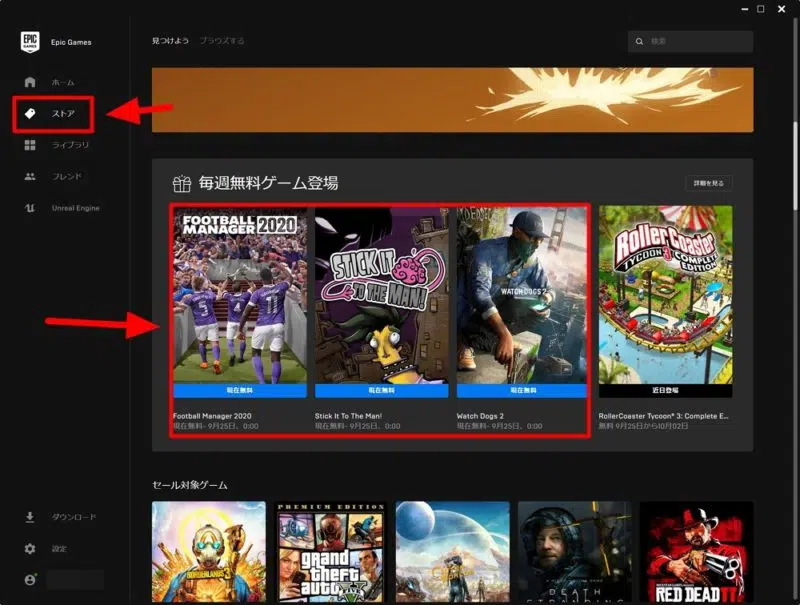 EPIC GAMES
Epic Games
見つけよう ブラウズする
検索
ホーム
ストア
ライブラリ
フレンド
Unreal Engine
毎週無料ゲーム登場
詳細を見る
FOOTBALL MANAGER 2020
STICK IT TO THE MAN!
WATCH DOGS 2
RollerCoaster TYCOON 3 COMPLETE EDITION
現在無料
現在無料
現在無料
近日登場
Football Manager 2020
現在無料- 9月25日、0:00
Stick It To The Man!
現在無料- 9月25日、0:00
Watch Dogs 2
現在無料- 9月25日、0:00
RollerCoaster Tycoon® 3: Complete E...
無料 9月25日から10月02日
セール対象ゲーム
BORDERLANDS 3
PREMIUM EDITION
grand theft auto V
DEATH STRANDING
RED DEAD II
ダウンロード
設定